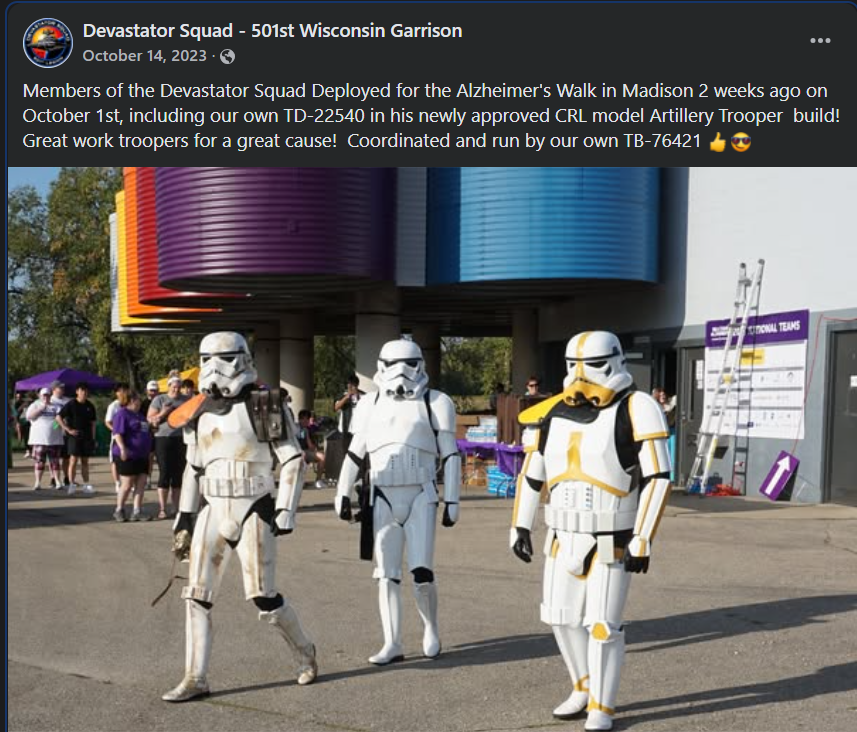 Devastator Squad - 501st Wisconsin Garrison
October 14, 2023 ·
Members of the Devastator Squad Deployed for the Alzheimer's Walk in Madison 2 weeks ago on
October 1st, including our own TD-22540 in his newly approved CRL model Artillery Trooper build!
Great work troopers for a great cause! Coordinated and run by our own TB-76421 👍😎
DEVASTATOR SQUAD
TEAMS